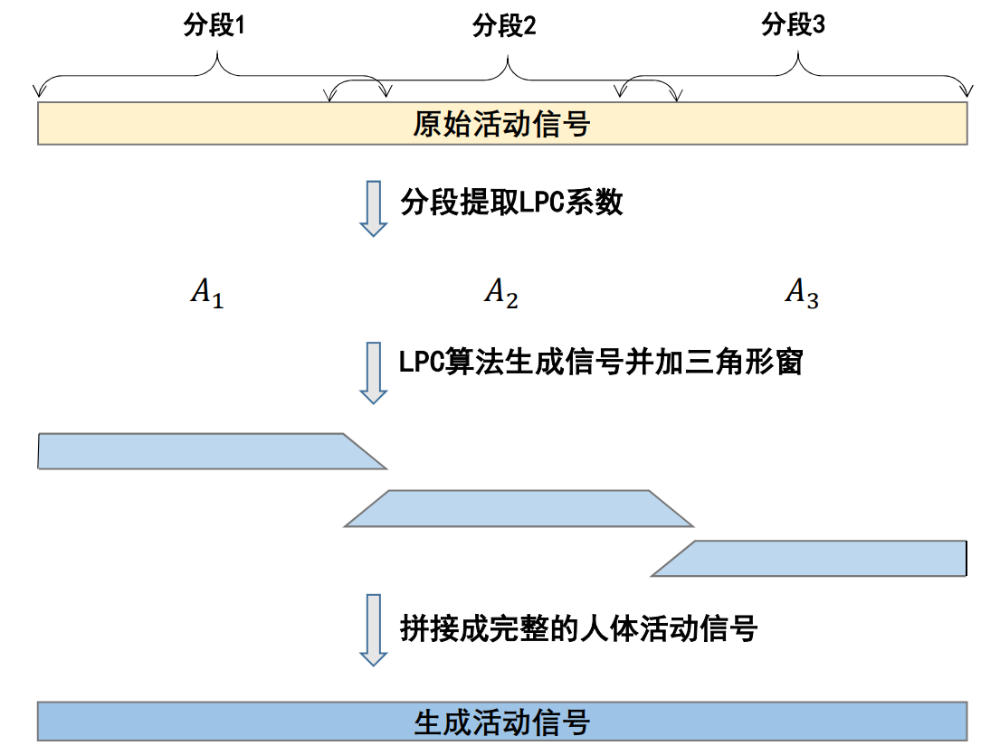 分段1 分段2 分段3
原始活动信号
分段提取LPC系数
A₁ A₂ A₃
LPC算法生成信号并加三角形窗
拼接成完整的人体活动信号
生成活动信号